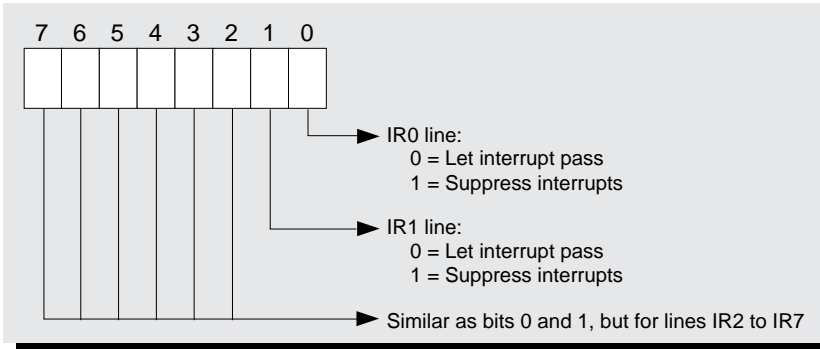 7 6 5 4 3 2 1 0
IR0 line:
0 = Let interrupt pass
1 = Suppress interrupts
IR1 line:
0 = Let interrupt pass
1 = Suppress interrupts
Similar as bits 0 and 1, but for lines IR2 to IR7